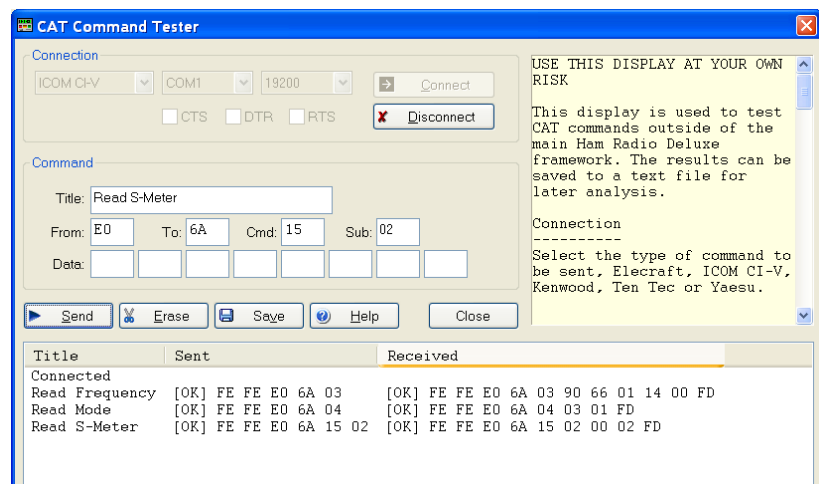 CAT Command Tester
Connection
ICOM CI-V COM1 19200 Connect
CTS DTR RTS Disconnect
Command
Title: Read S-Meter
From: E0 To: 6A Cmd: 15 Sub: 02
Data:
Send Erase Save Help Close
USE THIS DISPLAY AT YOUR OWN
RISK
This display is used to test
CAT commands outside of the
main Ham Radio Deluxe
framework. The results can be
saved to a text file for
later analysis.
Connection
----------
Select the type of command to
be sent, Elecraft, ICOM CI-V,
Kenwood, Ten Tec or Yaesu.
Title Sent Received
Connected
Read Frequency [OK] FE FE E0 6A 03 [OK] FE FE E0 6A 03 90 66 01 14 00 FD
Read Mode [OK] FE FE E0 6A 04 [OK] FE FE E0 6A 04 03 01 FD
Read S-Meter [OK] FE FE E0 6A 15 02 [OK] FE FE E0 6A 15 02 00 02 FD